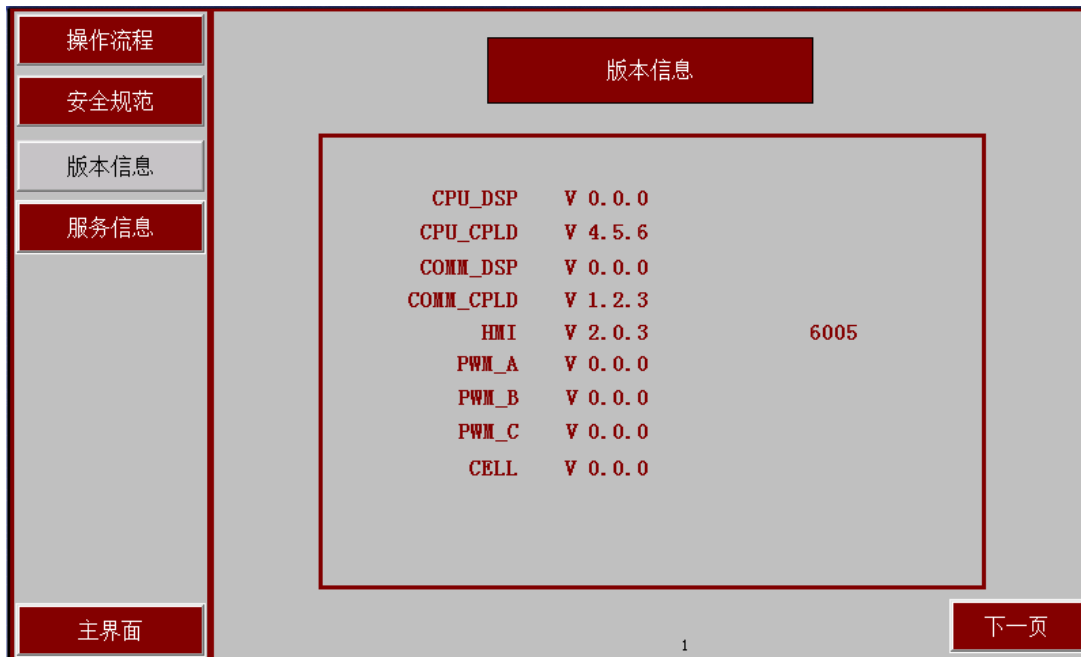 操作流程
安全规范
版本信息
服务信息
主界面
版本信息
CPU_DSP V 0.0.0
CPU_CPLD V 4.5.6
COMM_DSP V 0.0.0
COMM_CPLD V 1.2.3
HMI V 2.0.3 6005
PWM_A V 0.0.0
PWM_B V 0.0.0
PWM_C V 0.0.0
CELL V 0.0.0
1
下一页